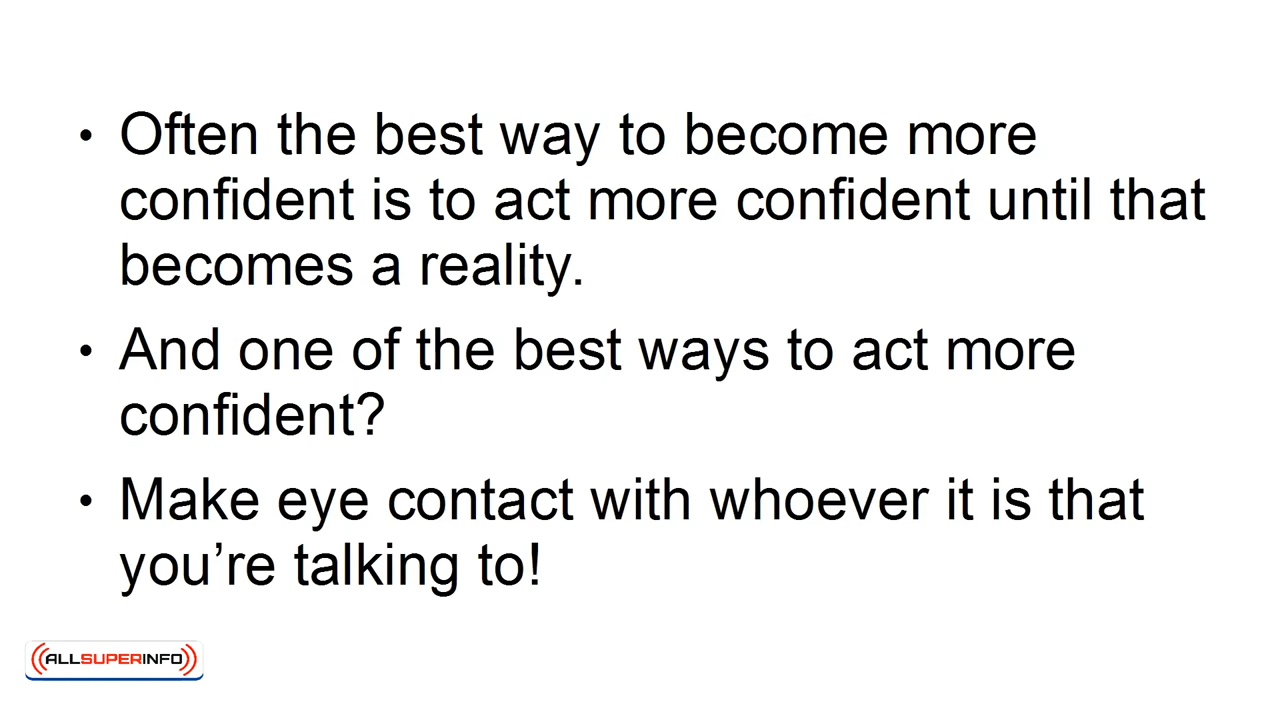 • Often the best way to become more
confident is to act more confident until that
becomes a reality.
• And one of the best ways to act more
confident?
• Make eye contact with whoever it is that
you’re talking to!
ALLSUPERINFO